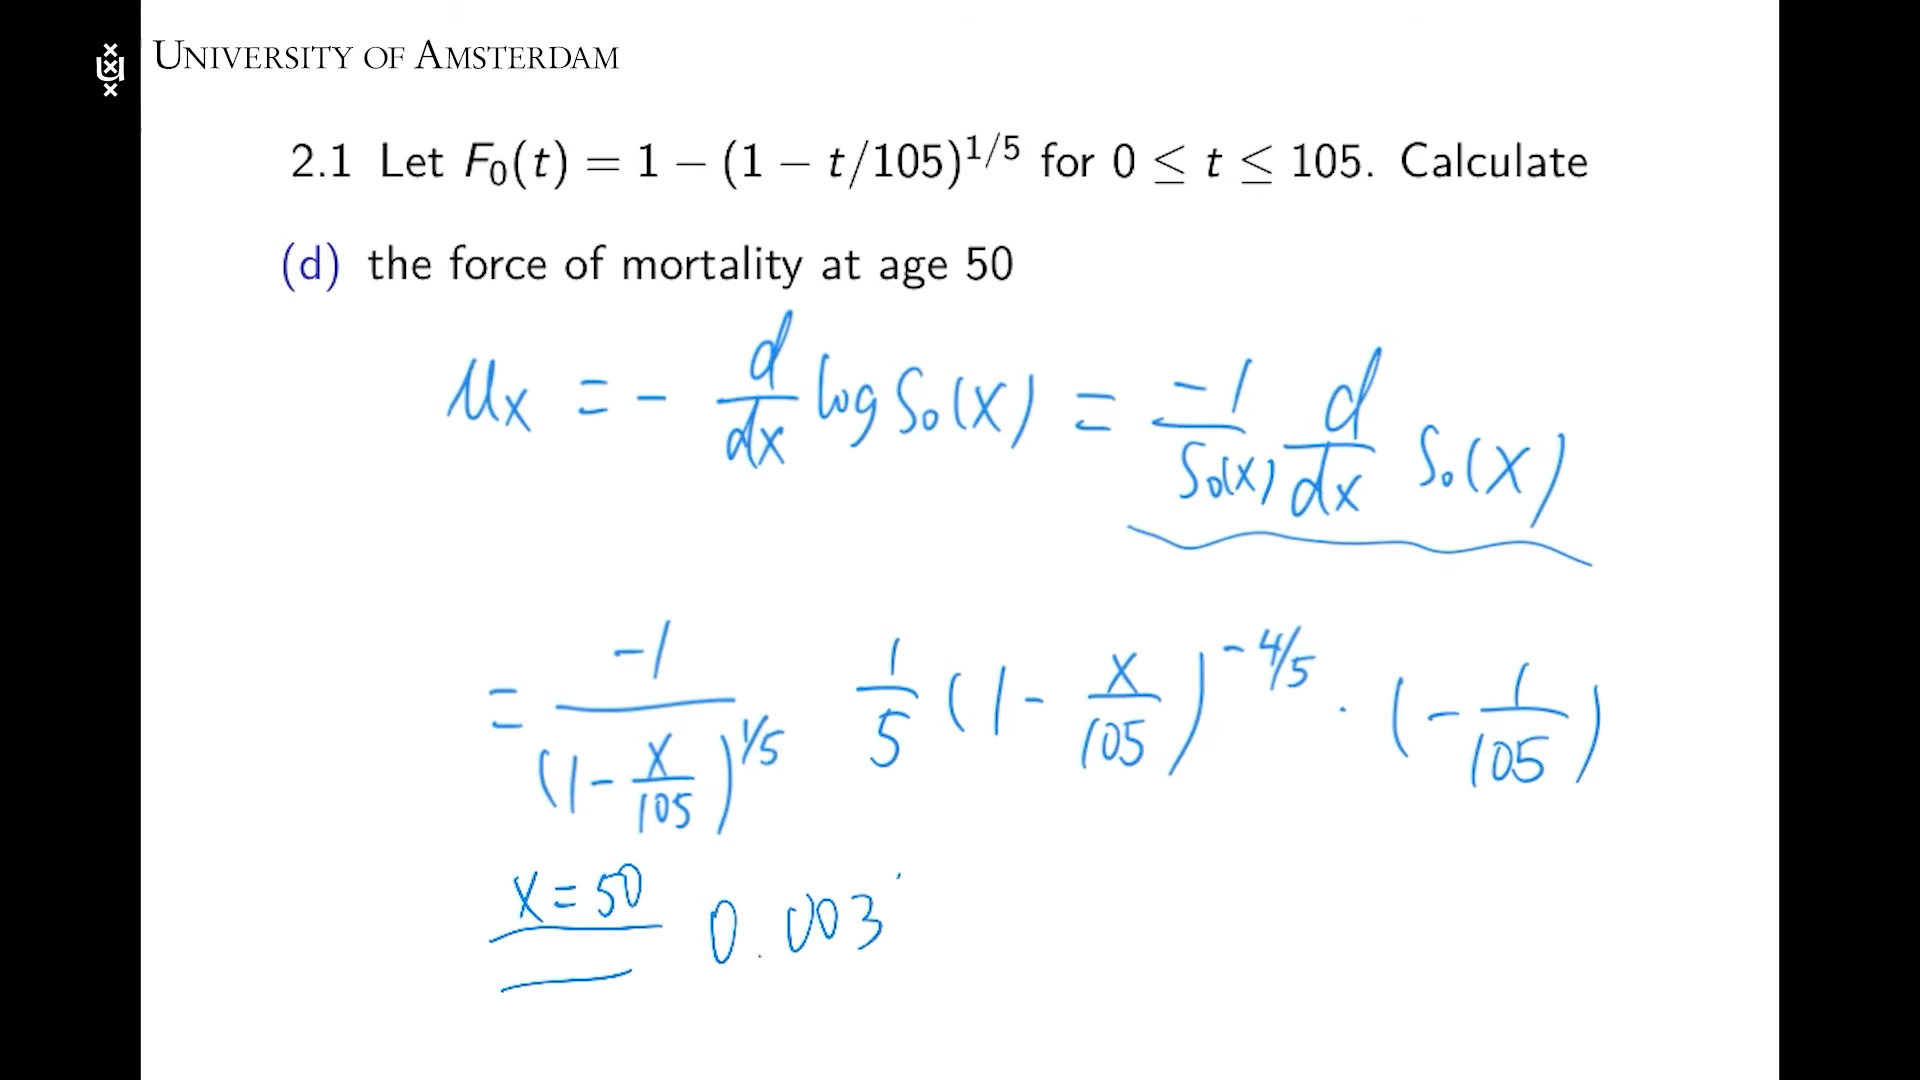 UNIVERSITY OF AMSTERDAM
2.1 Let F₀(t) = 1 − (1 − t/105)^{1/5} for 0 ≤ t ≤ 105. Calculate
(d) the force of mortality at age 50
μx = − d/dx log S₀(x) = −1/S₀(x) d/dx S₀(x)
= −1/(1 − x/105)^{1/5} 1/5 (1 − x/105)^{−4/5} · (−1/105)
x = 50 0.003